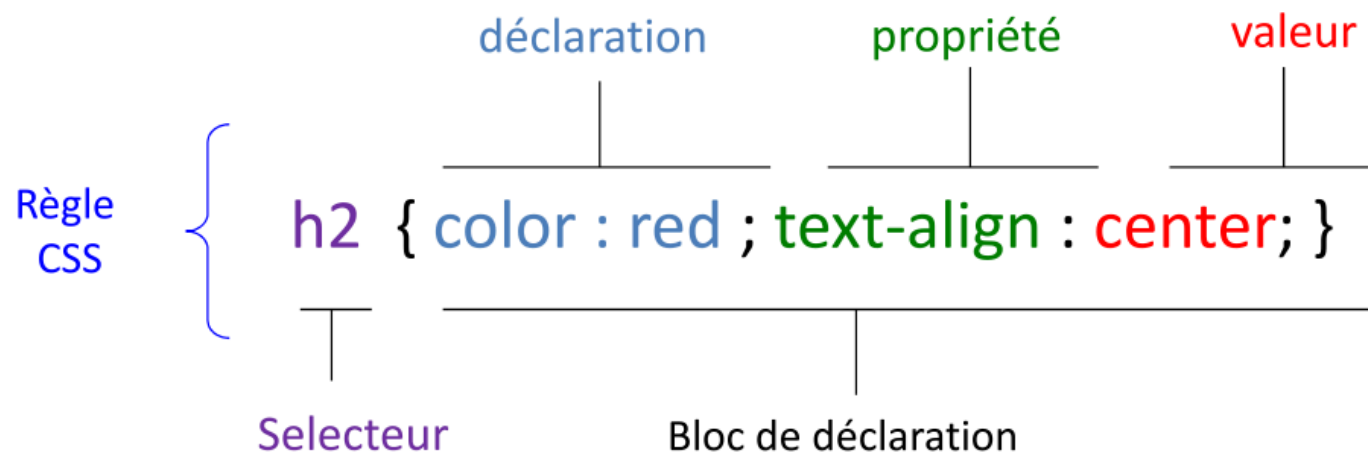 déclaration propriété valeur
Règle
CSS
h2 { color : red ; text-align : center; }
Selecteur Bloc de déclaration